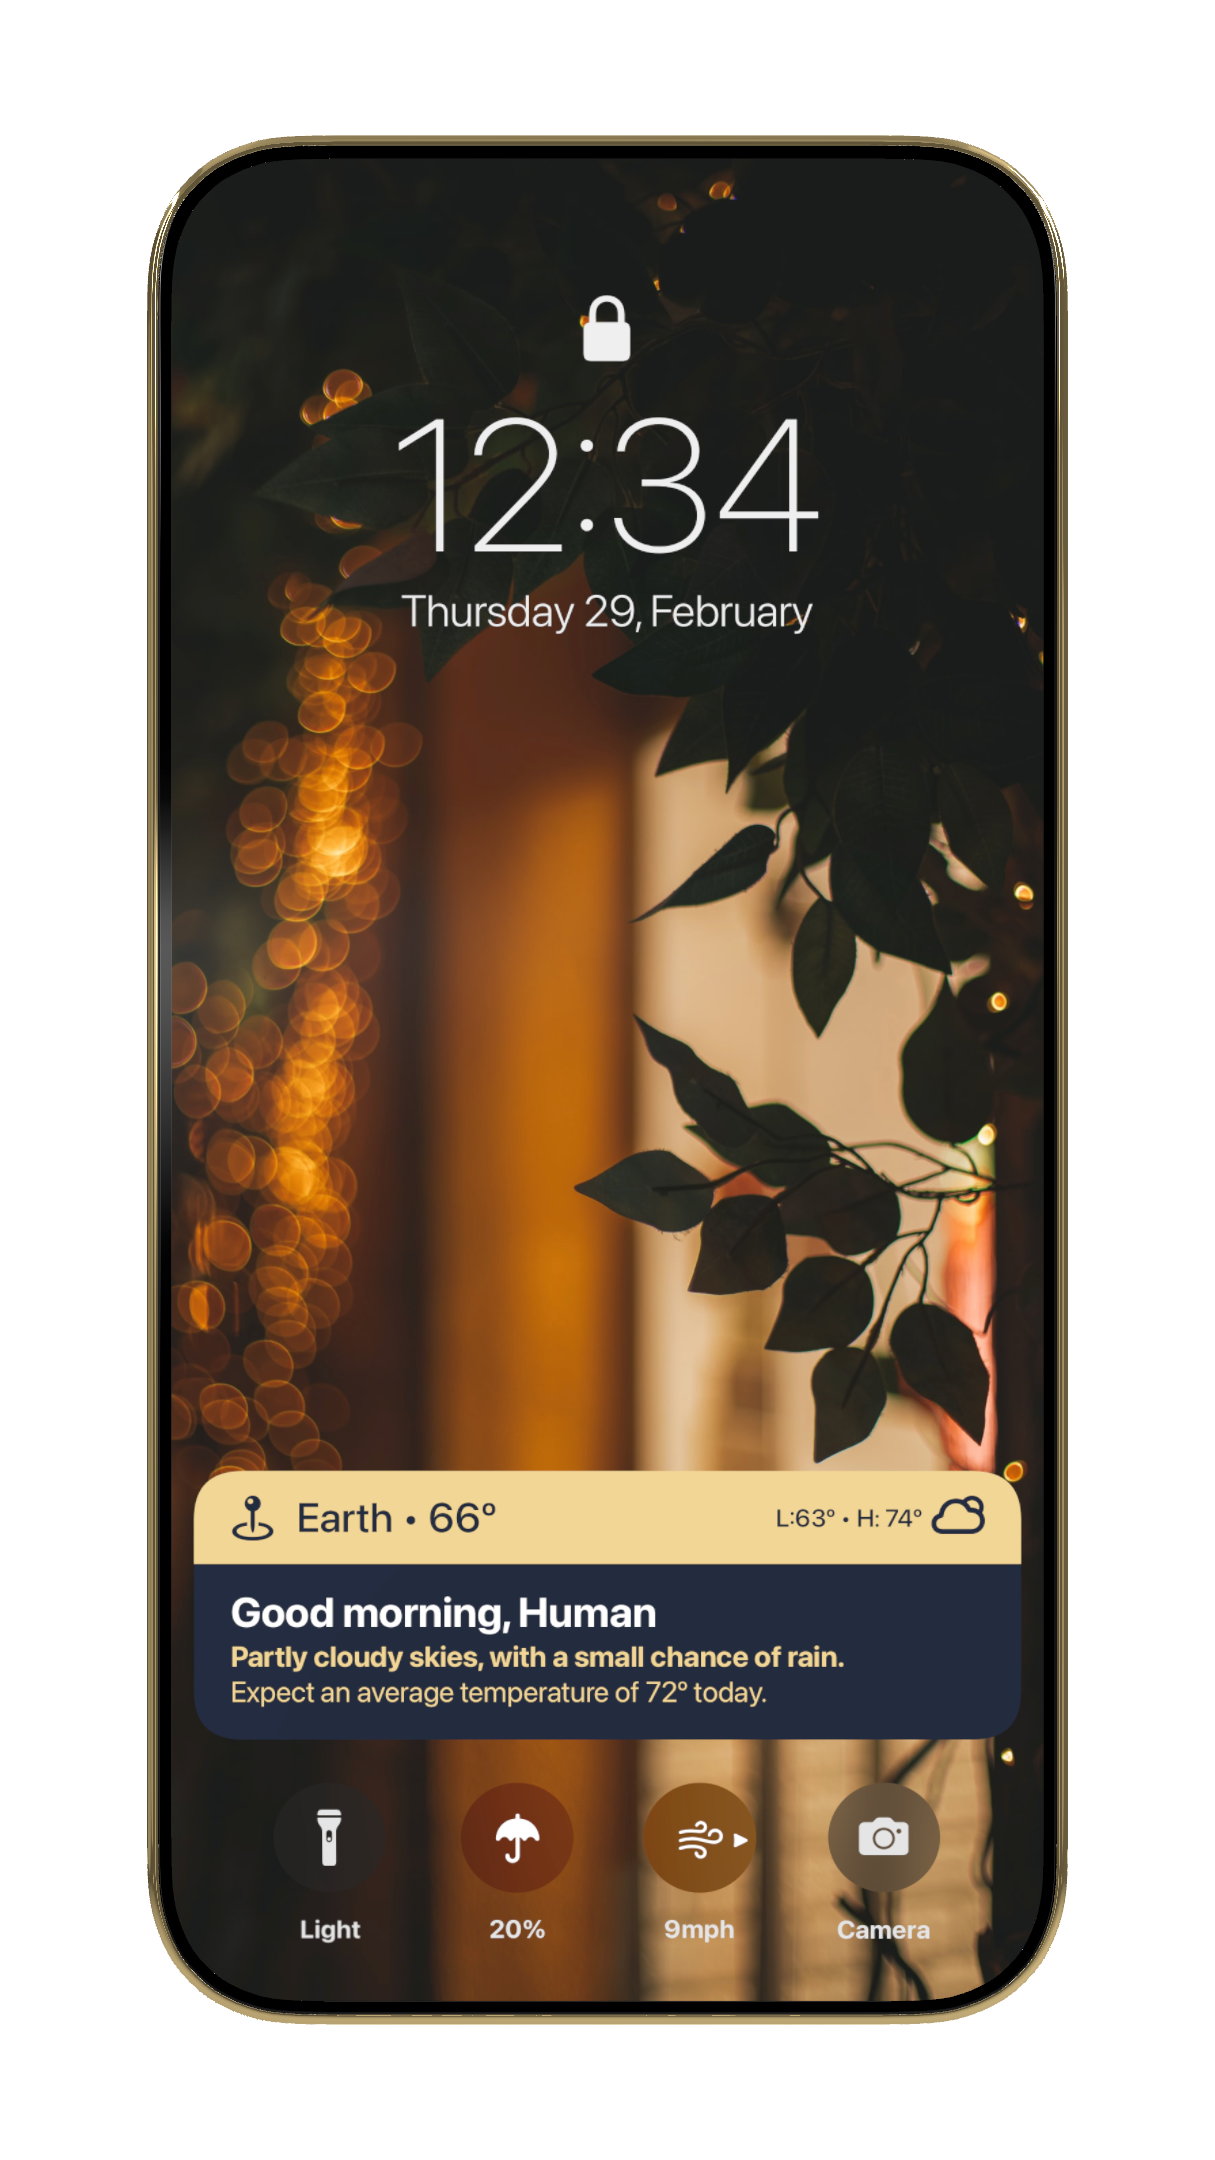 12:34
Thursday 29, February
Earth • 66°
L:63° • H: 74°
Good morning, Human
Partly cloudy skies, with a small chance of rain.
Expect an average temperature of 72° today.
Light
20%
9mph
Camera